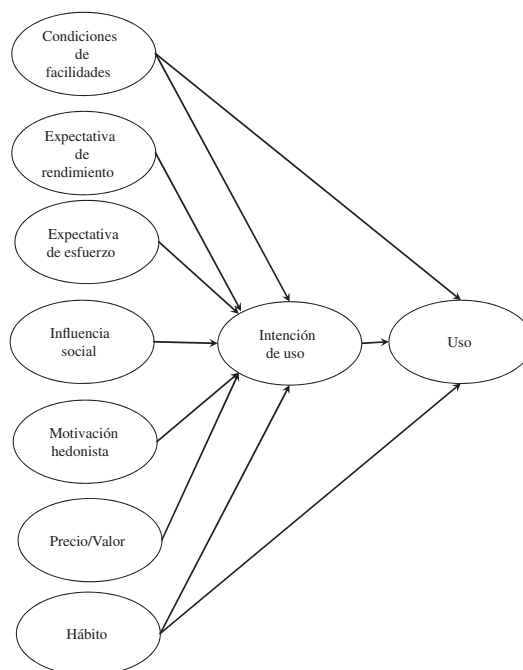 Condiciones
de
facilidades
Expectativa
de
rendimiento
Expectativa
de esfuerzo
Influencia
social
Intención
de uso
Uso
Motivación
hedonista
Precio/Valor
Hábito